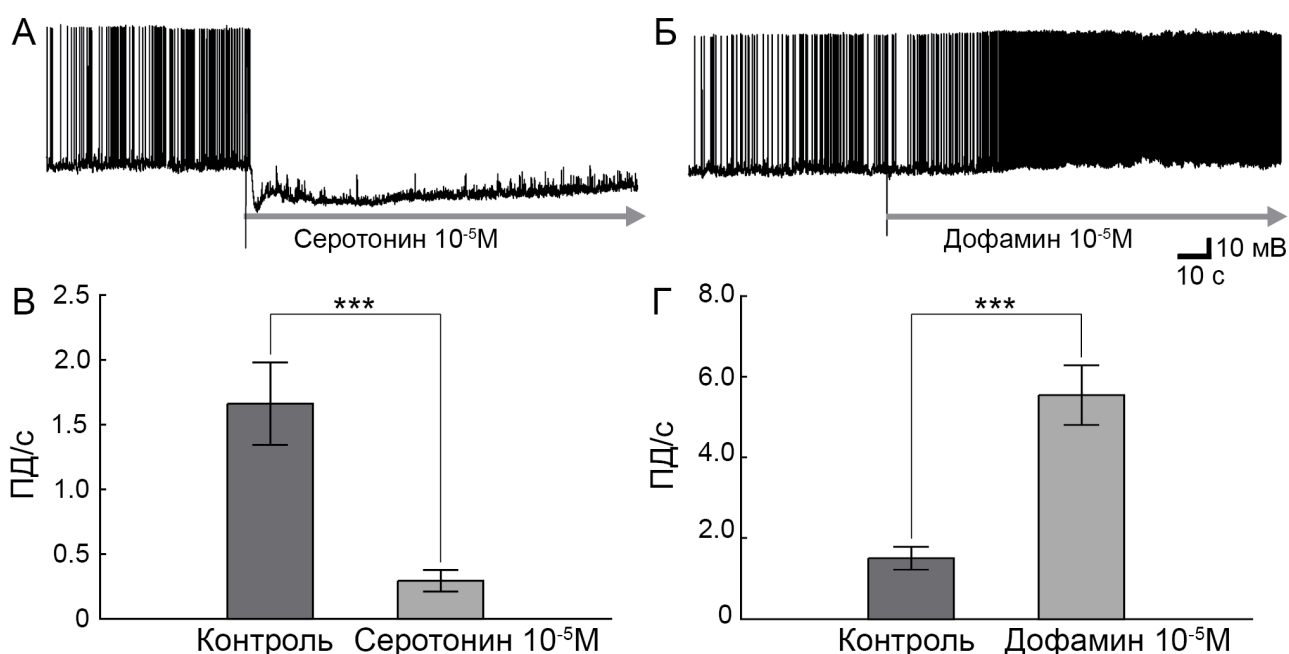 А
Б
Серотонин 10⁻⁵М
Дофамин 10⁻⁵М
10 мВ
10 с
В
***
ПД/с
2.5
2.0
1.5
1.0
0.5
0
Контроль
Серотонин 10⁻⁵М
Г
***
ПД/с
8.0
6.0
4.0
2.0
0
Контроль
Дофамин 10⁻⁵М